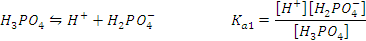 H₃PO₄ ⇋ H⁺ + H₂PO₄⁻ Kₐ₁ = [H⁺][H₂PO₄⁻] / [H₃PO₄]